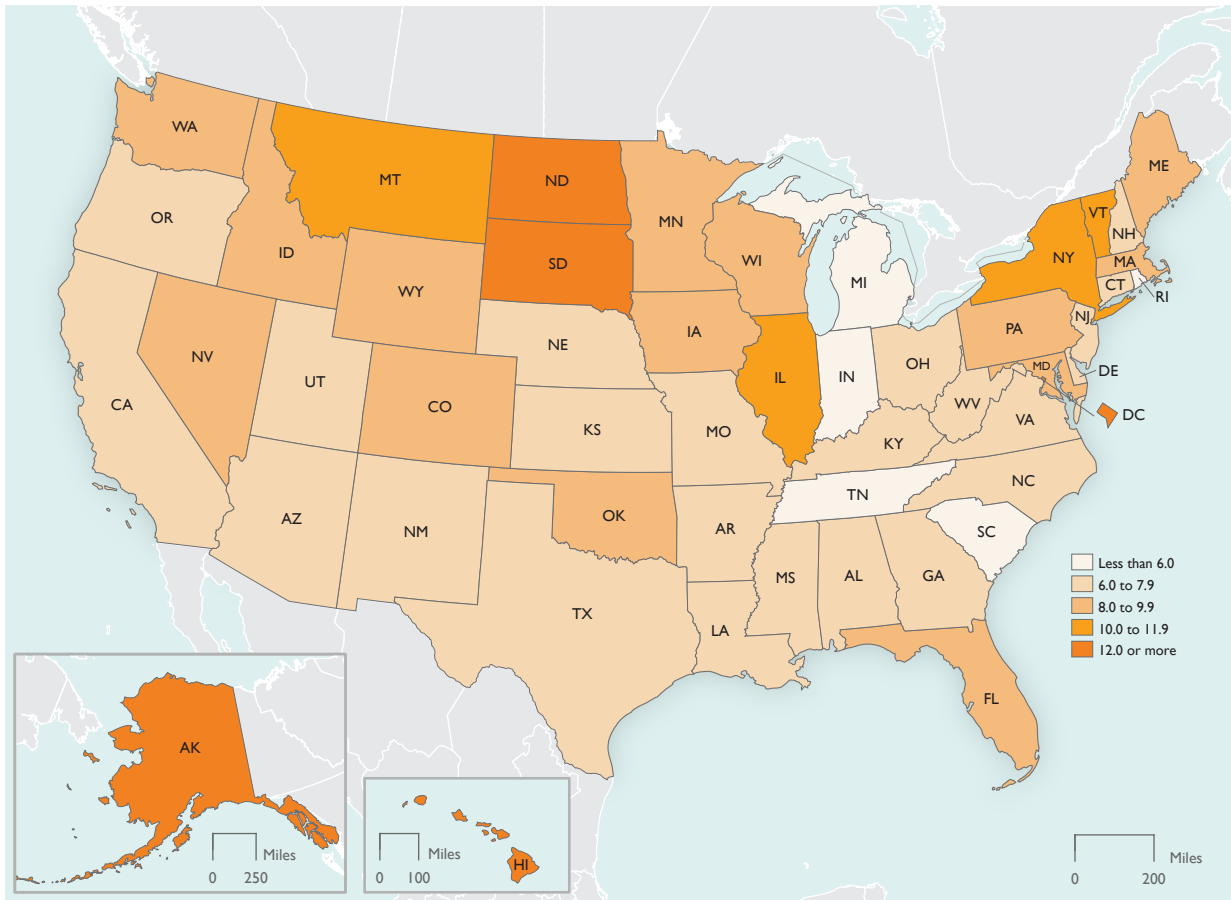 WA
MT
ND
MN
ME
OR
ID
SD
WI
VT
NH
NY
MA
WY
MI
CT
RI
NV
NE
IA
PA
NJ
UT
CO
IL
IN
OH
MD
DE
CA
KS
MO
WV
VA
DC
KY
AZ
NM
OK
AR
TN
NC
SC
TX
LA
MS
AL
GA
FL
Less than 6.0
6.0 to 7.9
8.0 to 9.9
10.0 to 11.9
12.0 or more
AK
Miles
0 250
HI
Miles
0 100
Miles
0 200